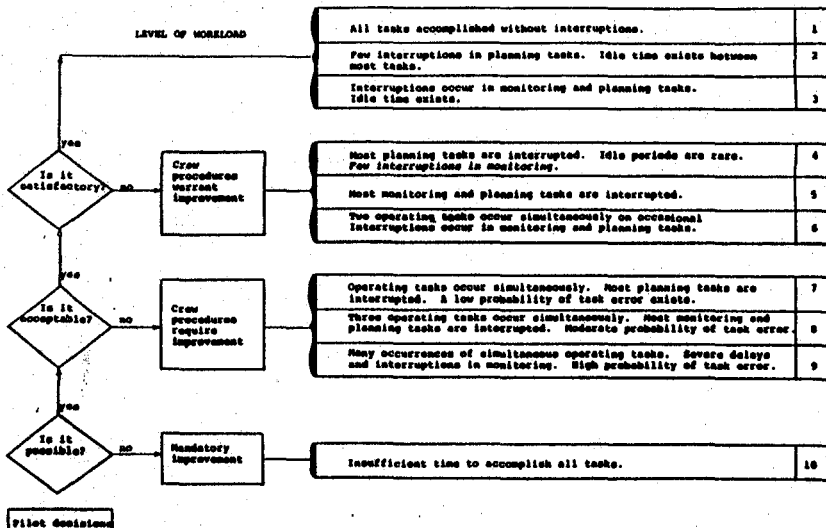 LEVEL OF WORKLOAD
All tasks accomplished without interruptions. 1
Few interruptions in planning tasks. Idle time exists between 2
most tasks.
Interruptions occur in monitoring and planning tasks.
Idle time exists. 3
yes
Is it
satisfactory?
no
Crew
procedures
warrant
improvement
Most planning tasks are interrupted. Idle periods are rare. 4
Few interruptions in monitoring.
Most monitoring and planning tasks are interrupted. 5
Two operating tasks occur simultaneously on occasional
Interruptions occur in monitoring and planning tasks. 6
yes
Is it
acceptable?
no
Crew
procedures
require
improvement
Operating tasks occur simultaneously. Most planning tasks are 7
interrupted. A low probability of task error exists.
Three operating tasks occur simultaneously. Most monitoring and
planning tasks are interrupted. Moderate probability of task error. 8
Many occurrences of simultaneous operating tasks. Severe delays
and interruptions in monitoring. High probability of task error. 9
yes
Is it
possible?
no
Mandatory
improvement
Insufficient time to accomplish all tasks. 10
Pilot decisions